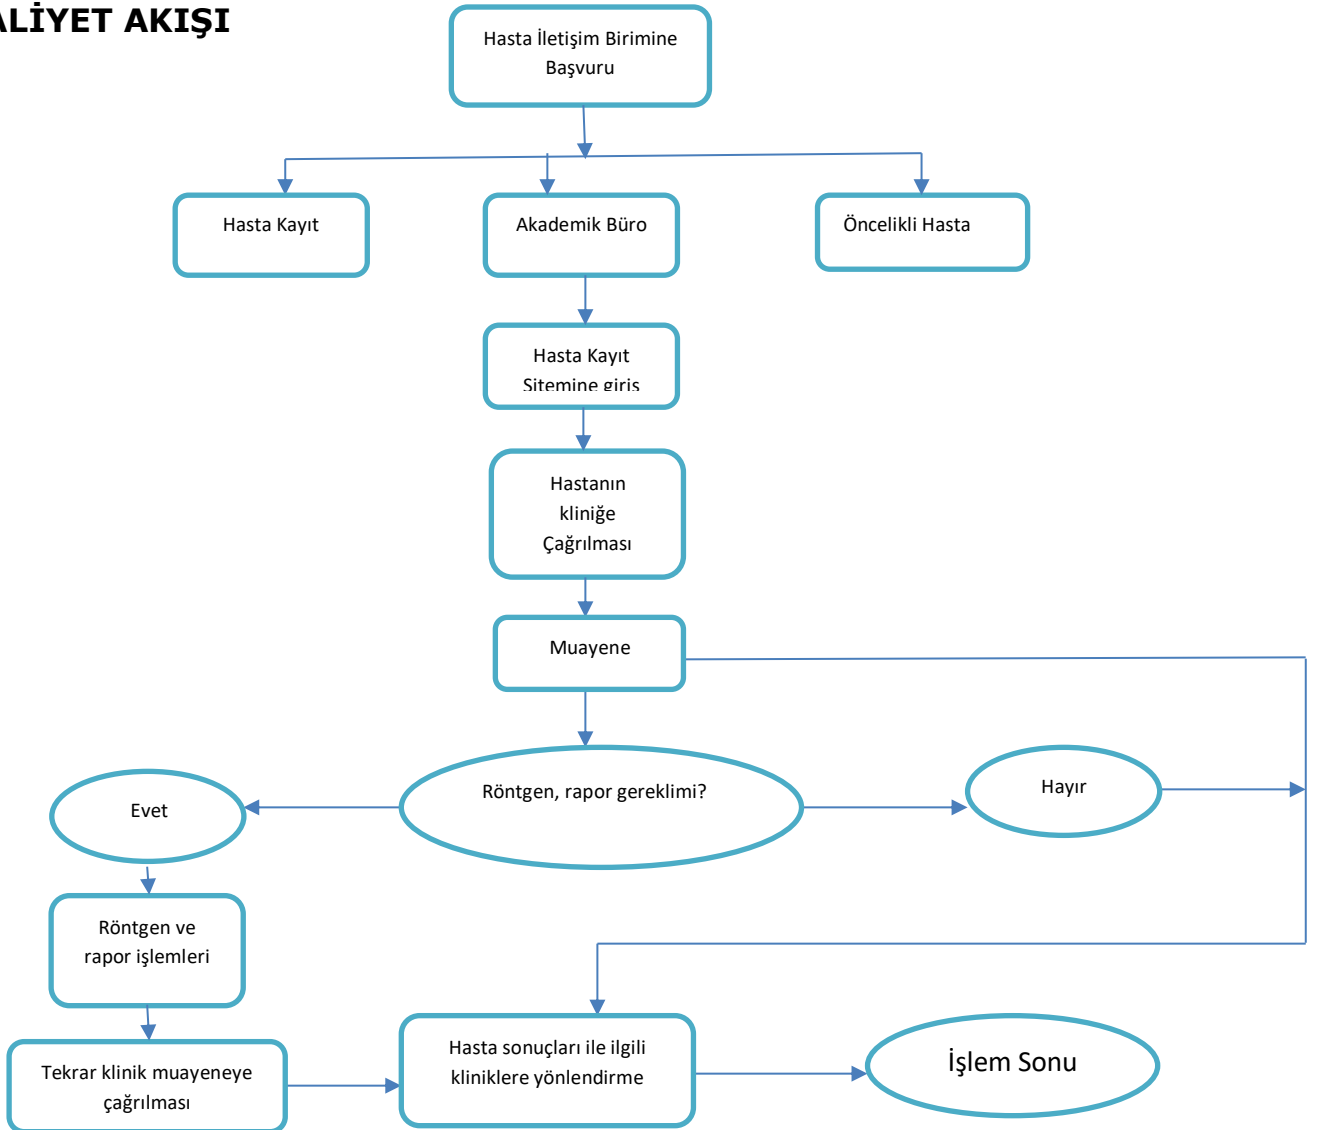 ALİYET AKIŞI
Hasta İletişim Birimine
Başvuru
Hasta Kayıt
Akademik Büro
Öncelikli Hasta
Hasta Kayıt
Sitemine giris
Hastanın
kliniğe
Çağrılması
Muayene
Röntgen, rapor gereklimi?
Evet
Hayır
Röntgen ve
rapor işlemleri
Tekrar klinik muayeneye
çağrılması
Hasta sonuçları ile ilgili
kliniklere yönlendirme
İşlem Sonu